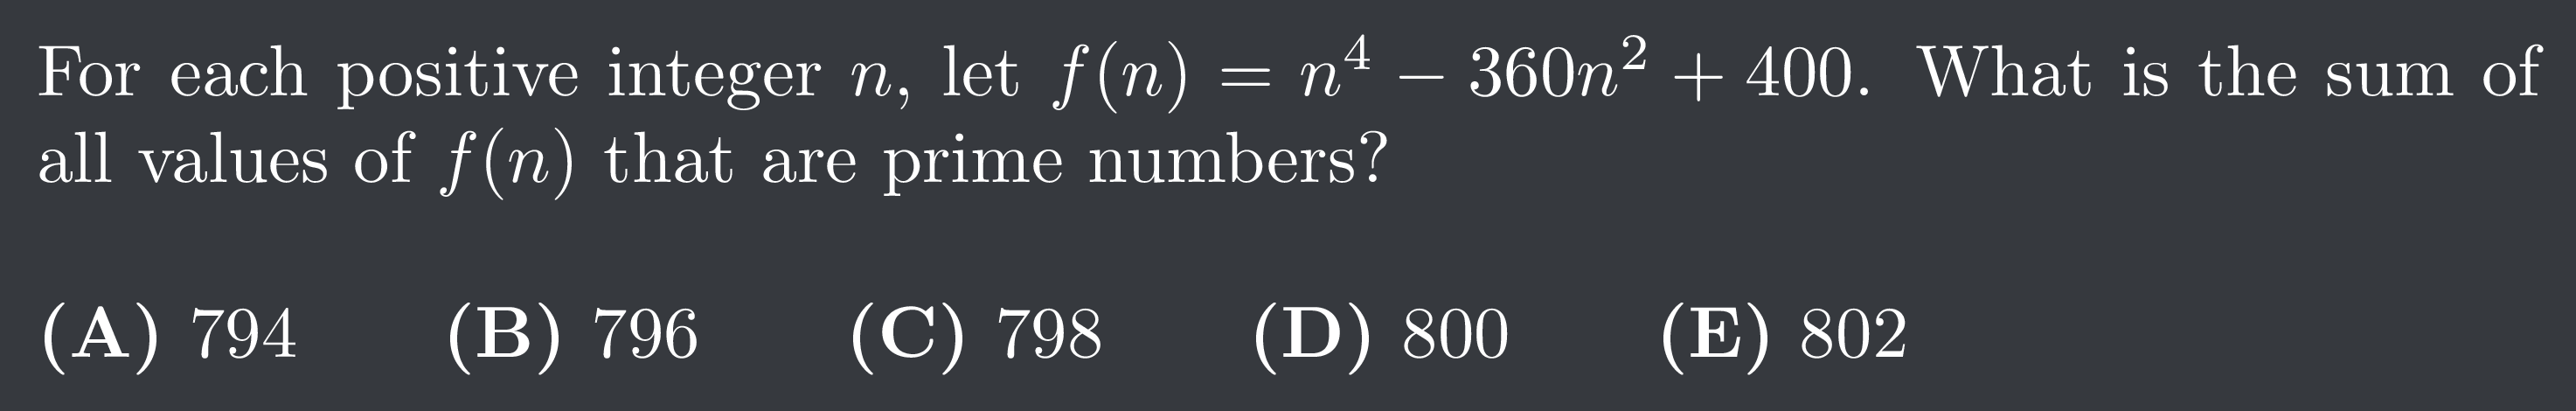 For each positive integer n, let f(n) = n⁴ − 360n² + 400. What is the sum of
all values of f(n) that are prime numbers?
(A) 794 (B) 796 (C) 798 (D) 800 (E) 802